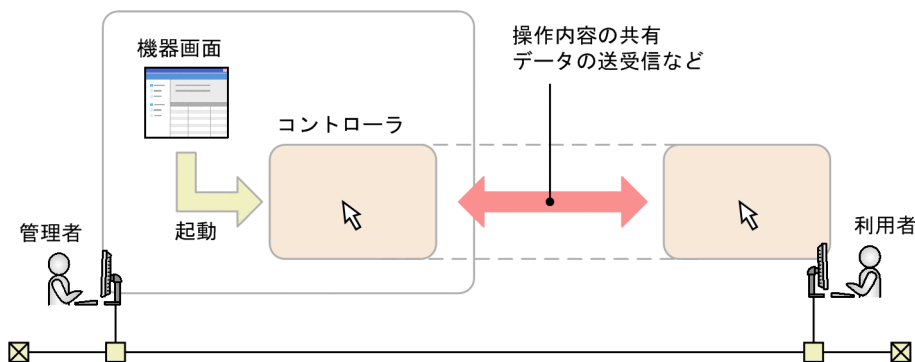 機器画面
操作内容の共有
データの送受信など
コントローラ
起動
管理者
利用者